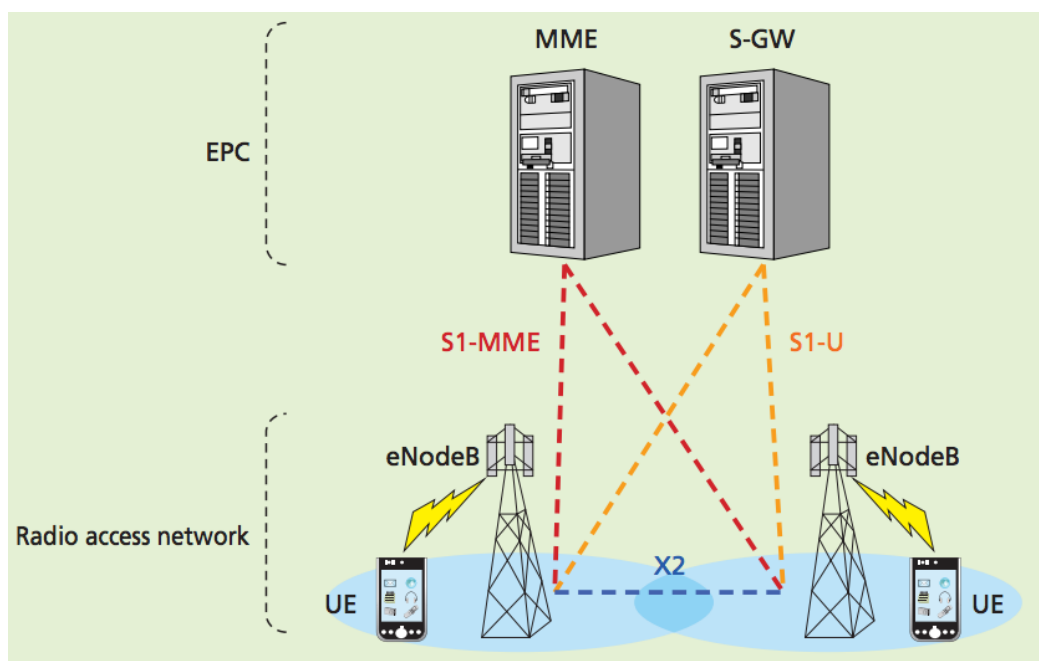 MME
S-GW
EPC
S1-MME
S1-U
eNodeB
eNodeB
Radio access network
X2
UE
UE